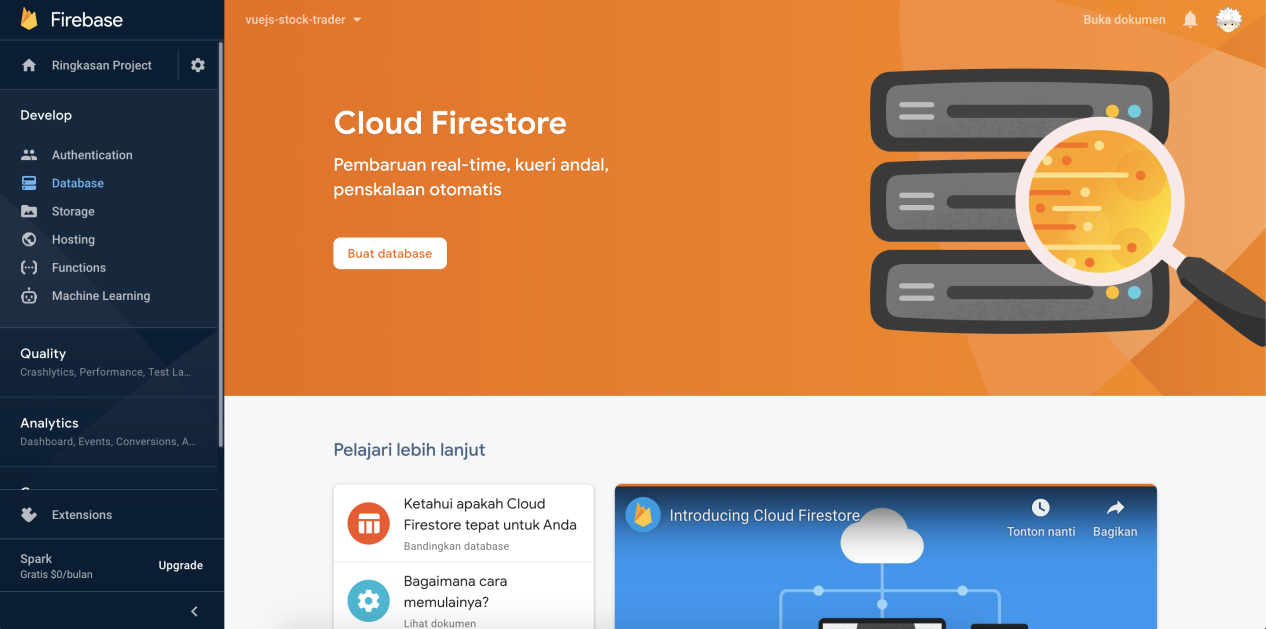 Firebase
Ringkasan Project
Develop
Authentication
Database
Storage
Hosting
Functions
Machine Learning
Quality
Crashlytics, Performance, Test La...
Analytics
Dashboard, Events, Conversions, A...
Extensions
Spark
Gratis $0/bulan
Upgrade
vuejs-stock-trader
Buka dokumen
Cloud Firestore
Pembaruan real-time, kueri andal,
penskalaan otomatis
Buat database
Pelajari lebih lanjut
Ketahui apakah Cloud
Firestore tepat untuk Anda
Bandingkan database
Bagaimana cara
memulainya?
Lihat dokumen
Introducing Cloud Firestore
Tonton nanti
Bagikan